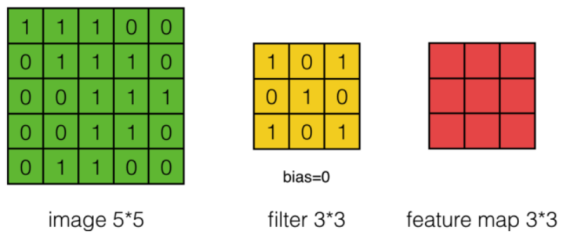 1 1 1 0 0
0 1 1 1 0
0 0 1 1 1
0 0 1 1 0
0 1 1 0 0
1 0 1
0 1 0
1 0 1
bias=0
image 5*5
filter 3*3
feature map 3*3